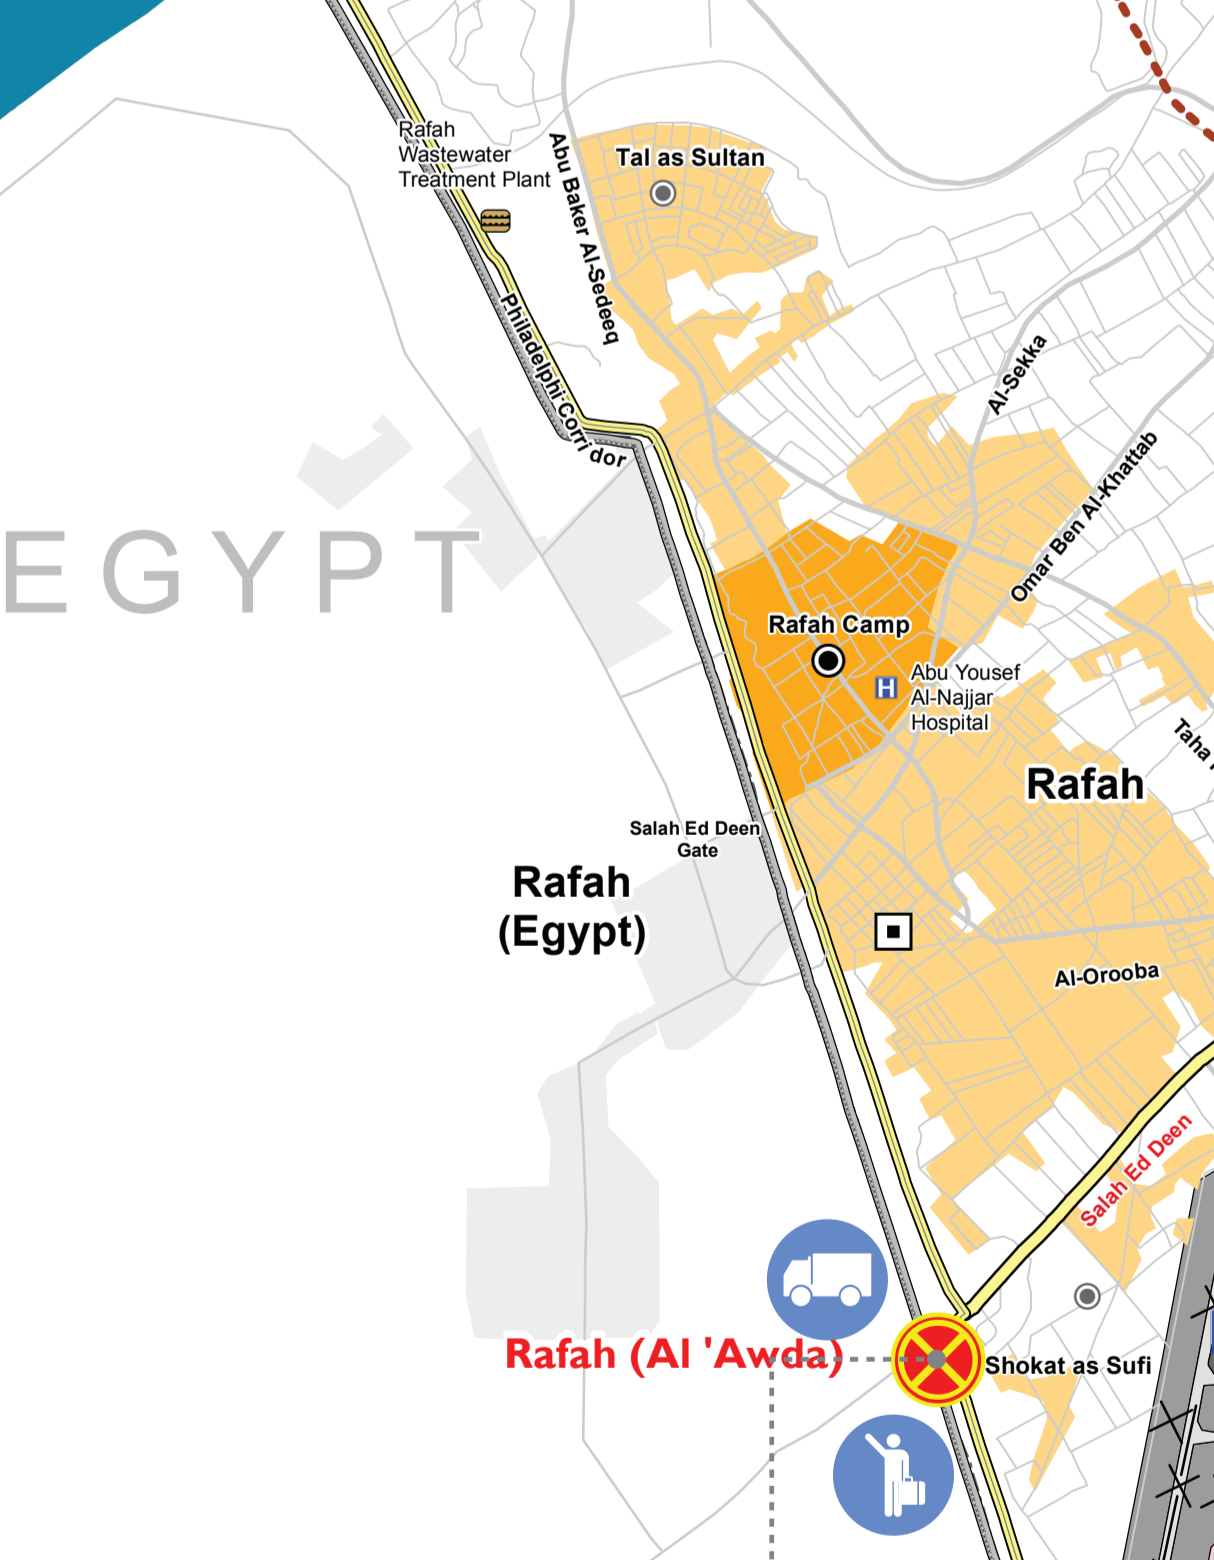 Rafah
Wastewater
Treatment Plant
Tal as Sultan
Abu Baker Al-Sedeeq
Philadelphi Corridor
Al-Sekka
Omar Ben Al-Khattab
EGYPT
Rafah Camp
H
Abu Yousef
Al-Najjar
Hospital
Taha
Rafah
Salah Ed Deen
Gate
Rafah
(Egypt)
Al-Orooba
Salah Ed Deen
Rafah (Al 'Awda)
Shokat as Sufi